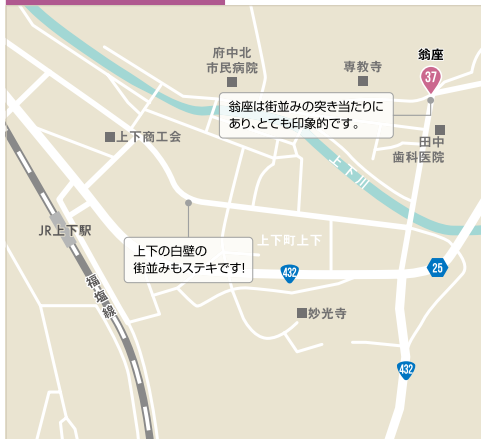 府中北
市民病院
専教寺
翁座
37
翁座は街並みの突き当たりに
あり、とても印象的です。
田中
歯科医院
上下商工会
上下川
JR上下駅
上下の白壁の
街並みもステキです!
上下町上下
432
25
福塩線
妙光寺
432